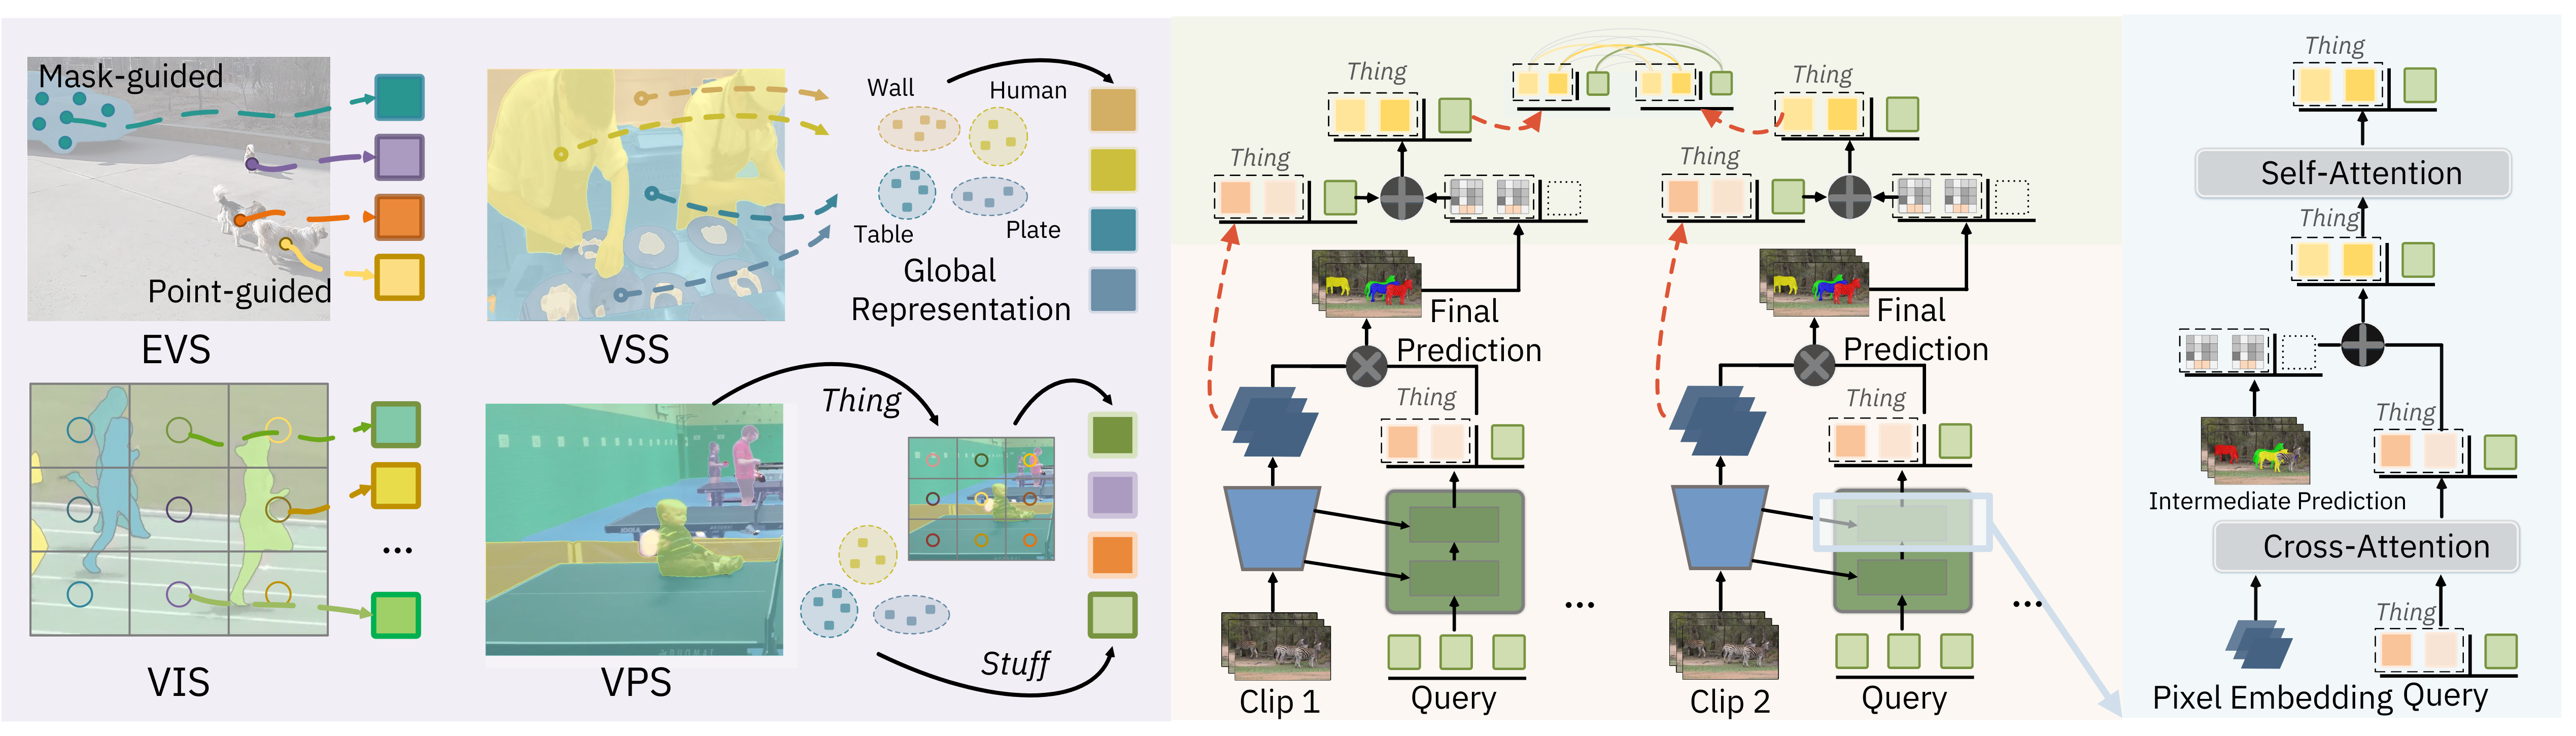 Mask-guided
Point-guided
EVS
Wall
Human
Table
Plate
Global
Representation
VSS
VIS
Thing
Stuff
VPS
Thing
Thing
Final
Prediction
Thing
Clip 1
Query
...
Thing
Thing
Final
Prediction
Thing
Clip 2
Query
...
Thing
Self-Attention
Thing
Thing
Intermediate Prediction
Cross-Attention
Thing
Pixel Embedding
Query